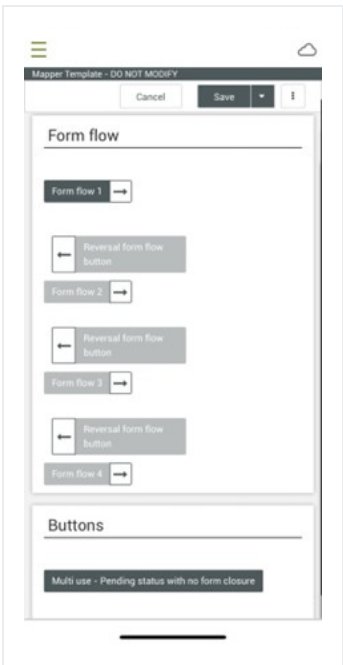 Mapper Template - DO NOT MODIFY
Cancel
Save
Form flow
Form flow 1
Reversal form flow
button
Form flow 2
Reversal form flow
button
Form flow 3
Reversal form flow
button
Form flow 4
Buttons
Multi use - Pending status with no form closure